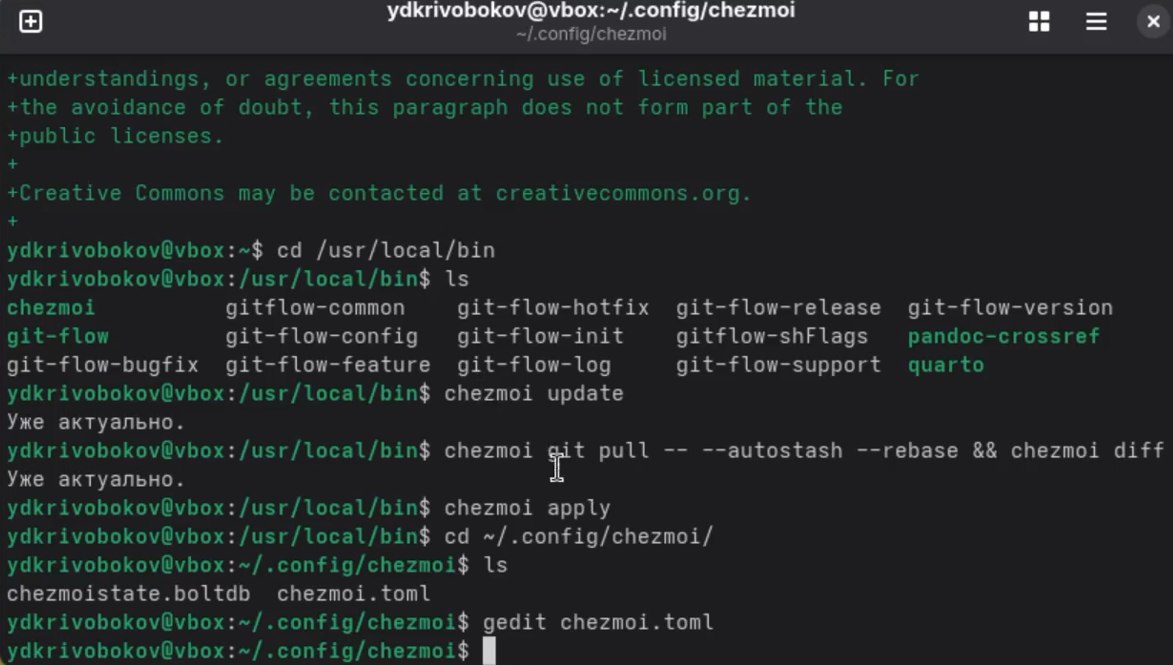 ydkrivobokov@vbox:~/.config/chezmoi
~/.config/chezmoi
+understandings, or agreements concerning use of licensed material. For
+the avoidance of doubt, this paragraph does not form part of the
+public licenses.
+
+Creative Commons may be contacted at creativecommons.org.
+
ydkrivobokov@vbox:~$ cd /usr/local/bin
ydkrivobokov@vbox:/usr/local/bin$ ls
chezmoi gitflow-common git-flow-hotfix git-flow-release git-flow-version
git-flow git-flow-config git-flow-init gitflow-shFlags pandoc-crossref
git-flow-bugfix git-flow-feature git-flow-log git-flow-support quarto
ydkrivobokov@vbox:/usr/local/bin$ chezmoi update
Уже актуально.
ydkrivobokov@vbox:/usr/local/bin$ chezmoi git pull -- --autostash --rebase && chezmoi diff
Уже актуально.
ydkrivobokov@vbox:/usr/local/bin$ chezmoi apply
ydkrivobokov@vbox:/usr/local/bin$ cd ~/.config/chezmoi/
ydkrivobokov@vbox:~/.config/chezmoi$ ls
chezmoistate.boltdb chezmoi.toml
ydkrivobokov@vbox:~/.config/chezmoi$ gedit chezmoi.toml
ydkrivobokov@vbox:~/.config/chezmoi$